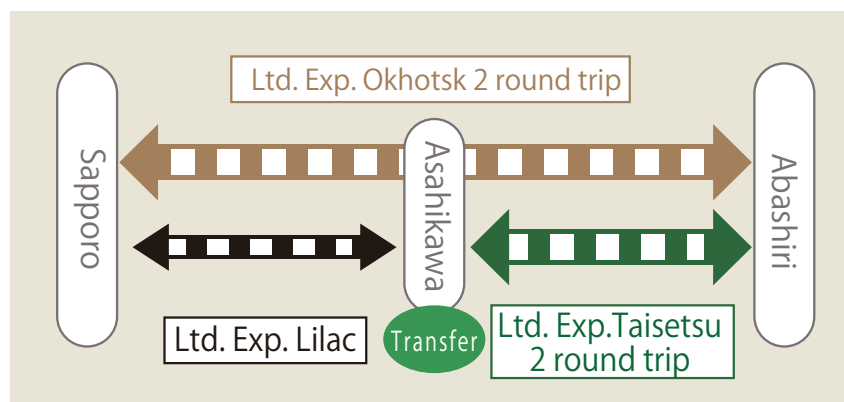 Ltd. Exp. Okhotsk 2 round trip
Sapporo
Asahikawa
Abashiri
Ltd. Exp. Lilac
Transfer
Ltd. Exp.Taisetsu
2 round trip